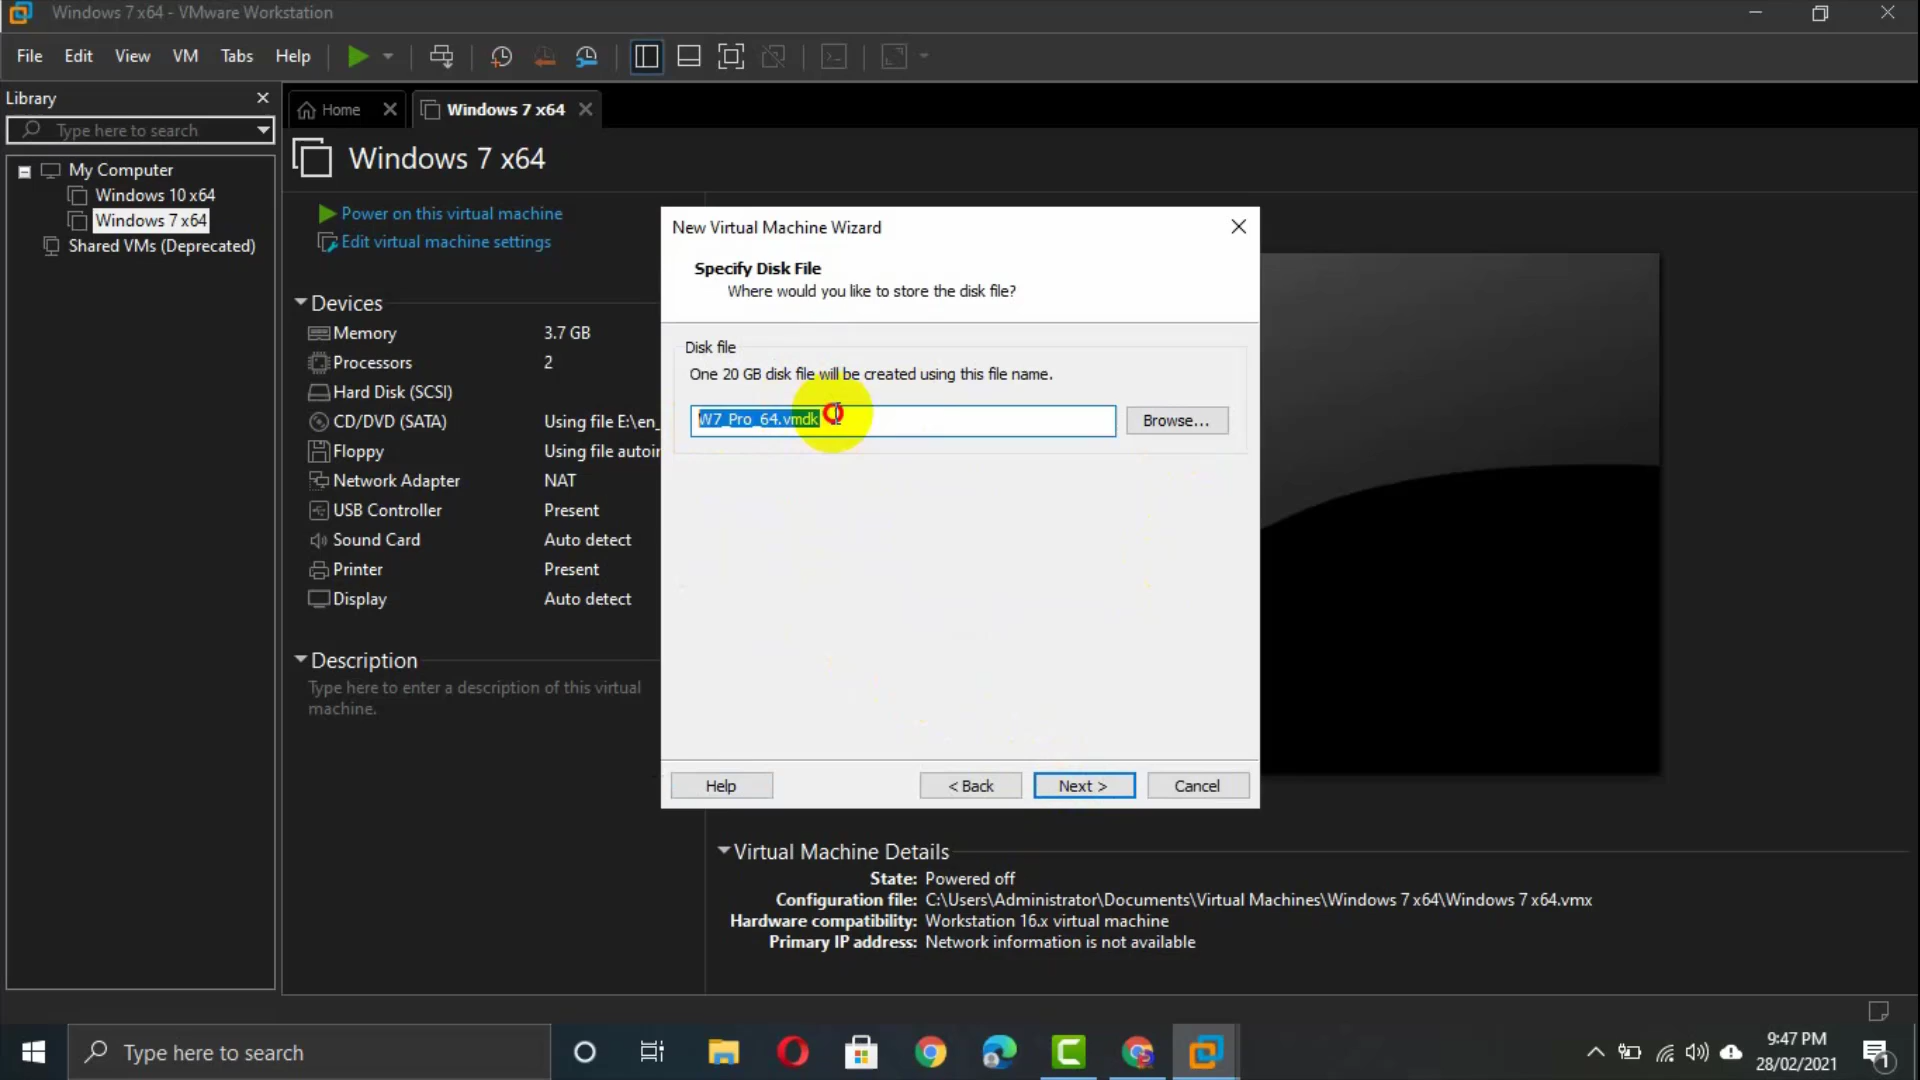 Windows 7 x64 - VMware Workstation
File Edit View VM Tabs Help
Library
Type here to search
My Computer
Windows 10 x64
Windows 7 x64
Shared VMs (Deprecated)
Home
Windows 7 x64
Windows 7 x64
Power on this virtual machine
Edit virtual machine settings
Devices
Memory 3.7 GB
Processors 2
Hard Disk (SCSI)
CD/DVD (SATA) Using file E:\en_
Floppy Using file autoin
Network Adapter NAT
USB Controller Present
Sound Card Auto detect
Printer Present
Display Auto detect
Description
Type here to enter a description of this virtual
machine.
New Virtual Machine Wizard
Specify Disk File
Where would you like to store the disk file?
Disk file
One 20 GB disk file will be created using this file name.
W7_Pro_64.vmdk
Browse...
Help < Back Next > Cancel
Virtual Machine Details
State: Powered off
Configuration file: C:\Users\Administrator\Documents\Virtual Machines\Windows 7 x64\Windows 7 x64.vmx
Hardware compatibility: Workstation 16.x virtual machine
Primary IP address: Network information is not available
Type here to search
9:47 PM
28/02/2021
1